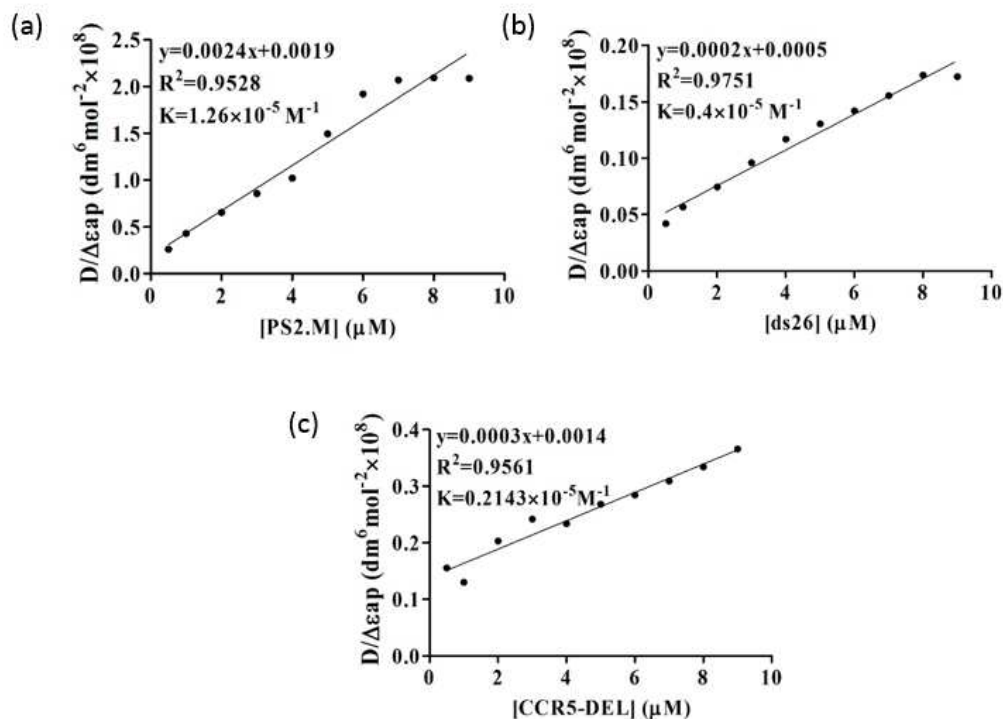 (a)
y=0.0024x+0.0019
R²=0.9528
K=1.26×10⁻⁵ M⁻¹
D/Δεap (dm⁶mol⁻²×10⁸)
2.5
2.0
1.5
1.0
0.5
0.0
0 2 4 6 8 10
[PS2.M] (μM)
(b)
y=0.0002x+0.0005
R²=0.9751
K=0.4×10⁻⁵ M⁻¹
D/Δεap (dm⁶mol⁻²×10⁸)
0.20
0.15
0.10
0.05
0.00
0 2 4 6 8 10
[ds26] (μM)
(c)
y=0.0003x+0.0014
R²=0.9561
K=0.2143×10⁻⁵M⁻¹
D/Δεap (dm⁶mol⁻²×10⁸)
0.4
0.3
0.2
0.1
0.0
0 2 4 6 8 10
[CCR5-DEL] (μM)